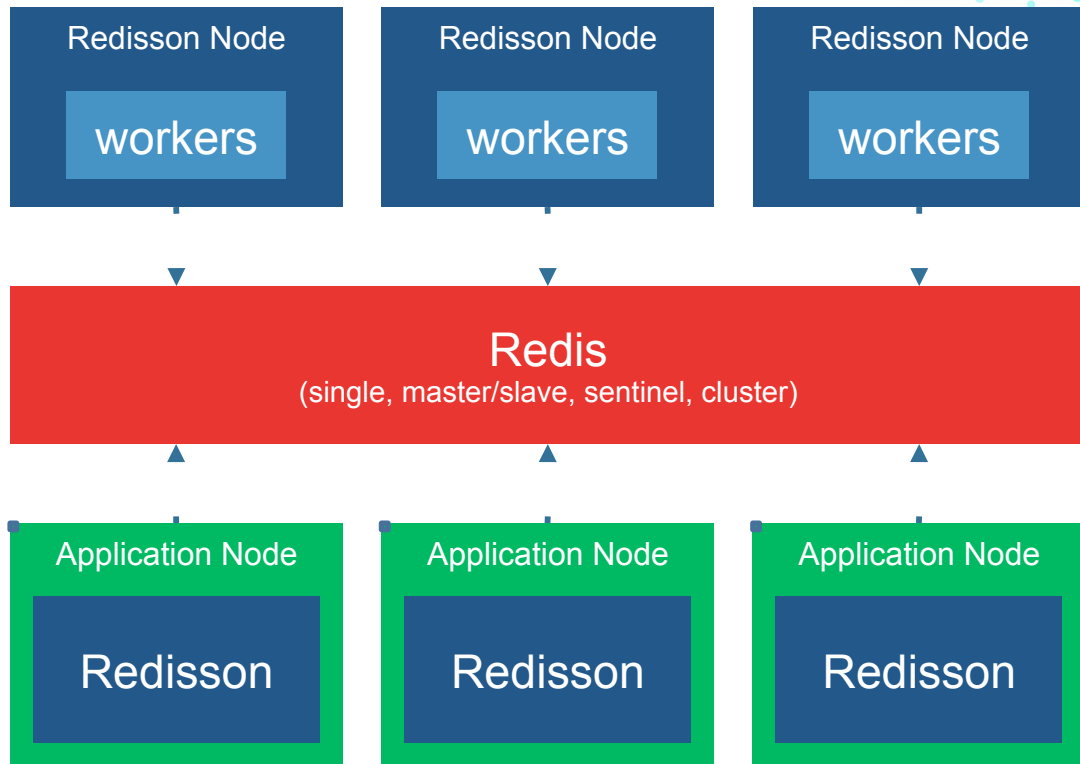 Redisson Node
Redisson Node
Redisson Node
workers
workers
workers
Redis
(single, master/slave, sentinel, cluster)
Application Node
Application Node
Application Node
Redisson
Redisson
Redisson